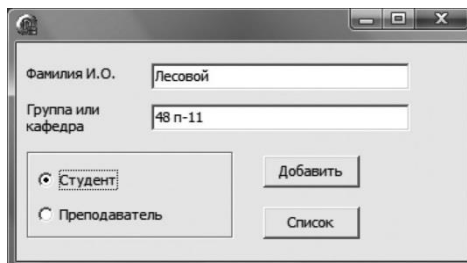 Фамилия И.О.
Лесовой
Группа или
кафедра
48 п-11
Студент
Преподаватель
Добавить
Список